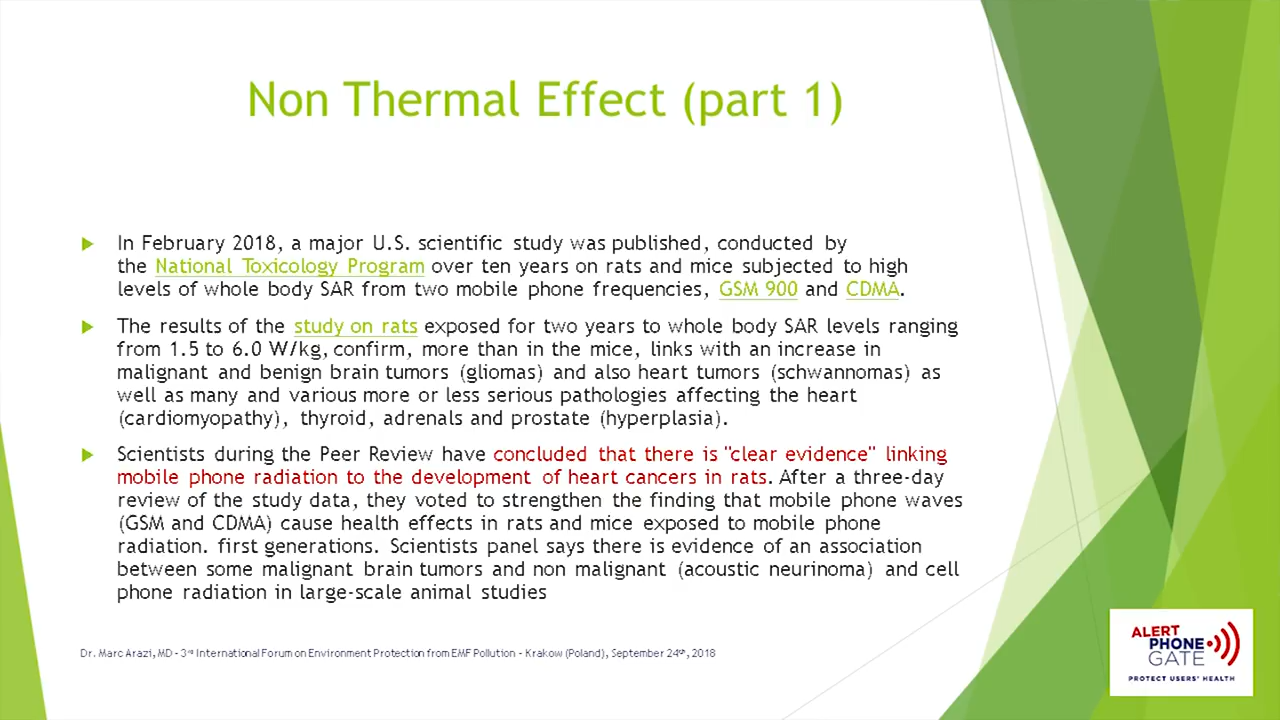 Non Thermal Effect (part 1)
In February 2018, a major U.S. scientific study was published, conducted by
the National Toxicology Program over ten years on rats and mice subjected to high
levels of whole body SAR from two mobile phone frequencies, GSM 900 and CDMA.
The results of the study on rats exposed for two years to whole body SAR levels ranging
from 1.5 to 6.0 W/kg, confirm, more than in the mice, links with an increase in
malignant and benign brain tumors (gliomas) and also heart tumors (schwannomas) as
well as many and various more or less serious pathologies affecting the heart
(cardiomyopathy), thyroid, adrenals and prostate (hyperplasia).
Scientists during the Peer Review have concluded that there is "clear evidence" linking
mobile phone radiation to the development of heart cancers in rats. After a three-day
review of the study data, they voted to strengthen the finding that mobile phone waves
(GSM and CDMA) cause health effects in rats and mice exposed to mobile phone
radiation. first generations. Scientists panel says there is evidence of an association
between some malignant brain tumors and non malignant (acoustic neurinoma) and cell
phone radiation in large-scale animal studies
Dr. Marc Arazi, MD - 3rd International Forum on Environment Protection from EMF Pollution - Krakow (Poland), September 24th, 2018
ALERT
PHONE
GATE
PROTECT USERS' HEALTH